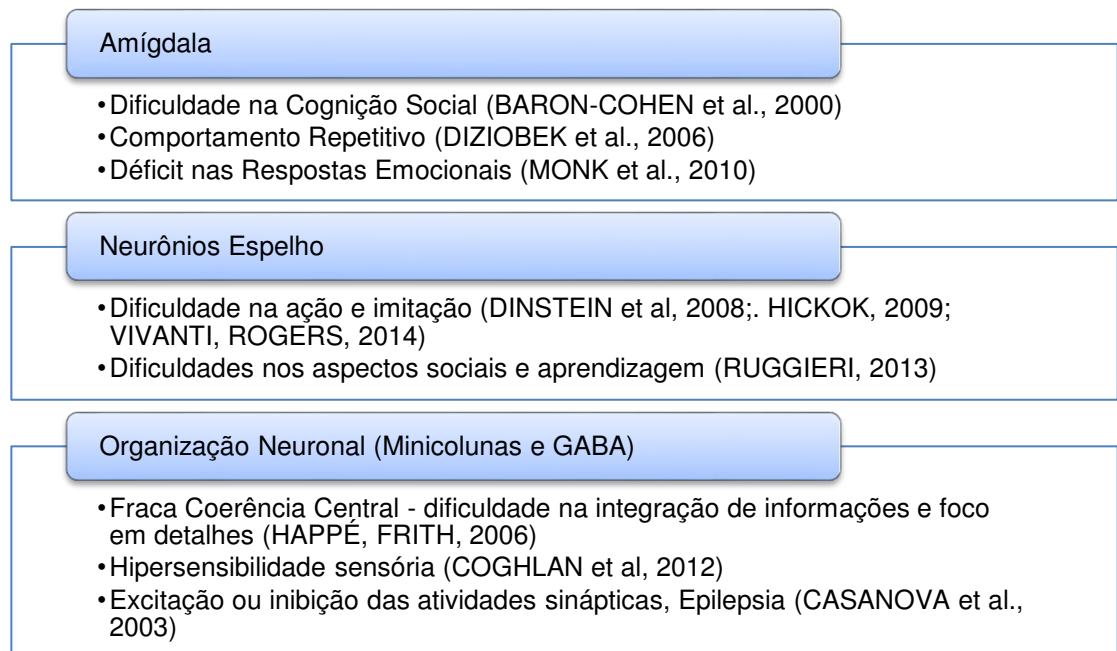 Amígdala
•Dificuldade na Cognição Social (BARON-COHEN et al., 2000)
•Comportamento Repetitivo (DIZIOBEK et al., 2006)
•Déficit nas Respostas Emocionais (MONK et al., 2010)
Neurônios Espelho
•Dificuldade na ação e imitação (DINSTEIN et al, 2008;. HICKOK, 2009;
VIVANTI, ROGERS, 2014)
•Dificuldades nos aspectos sociais e aprendizagem (RUGGIERI, 2013)
Organização Neuronal (Minicolunas e GABA)
•Fraca Coerência Central - dificuldade na integração de informações e foco
em detalhes (HAPPÉ, FRITH, 2006)
•Hipersensibilidade sensória (COGHLAN et al, 2012)
•Excitação ou inibição das atividades sinápticas, Epilepsia (CASANOVA et al.,
2003)